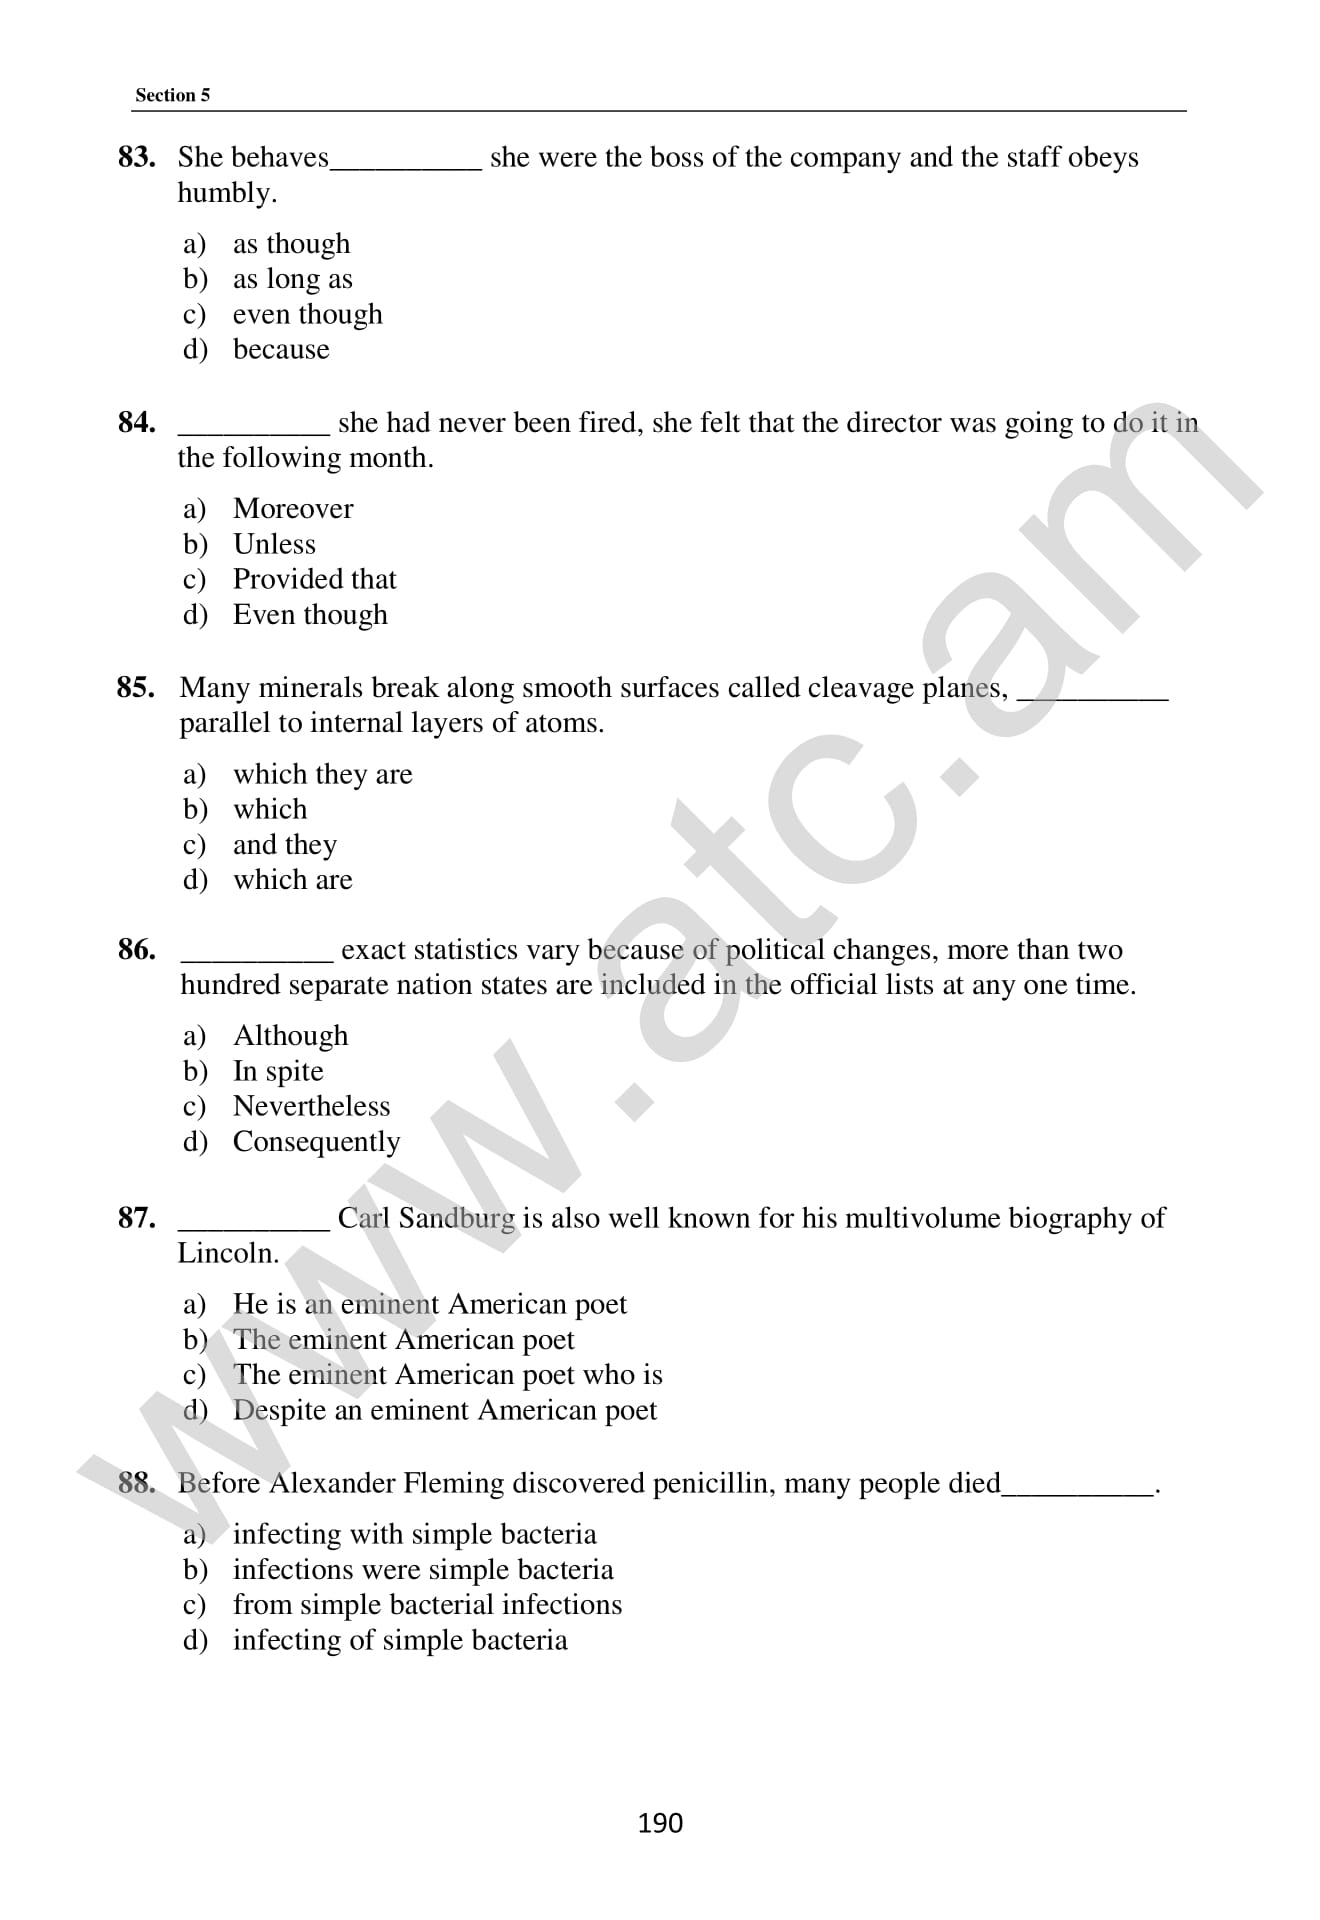 Section 5
83. She behaves__________ she were the boss of the company and the staff obeys
humbly.
a) as though
b) as long as
c) even though
d) because
84. __________ she had never been fired, she felt that the director was going to do it in
the following month.
a) Moreover
b) Unless
c) Provided that
d) Even though
85. Many minerals break along smooth surfaces called cleavage planes, __________
parallel to internal layers of atoms.
a) which they are
b) which
c) and they
d) which are
86. __________ exact statistics vary because of political changes, more than two
hundred separate nation states are included in the official lists at any one time.
a) Although
b) In spite
c) Nevertheless
d) Consequently
87. __________ Carl Sandburg is also well known for his multivolume biography of
Lincoln.
a) He is an eminent American poet
b) The eminent American poet
c) The eminent American poet who is
d) Despite an eminent American poet
88. Before Alexander Fleming discovered penicillin, many people died__________.
a) infecting with simple bacteria
b) infections were simple bacteria
c) from simple bacterial infections
d) infecting of simple bacteria
190
www.atc.am